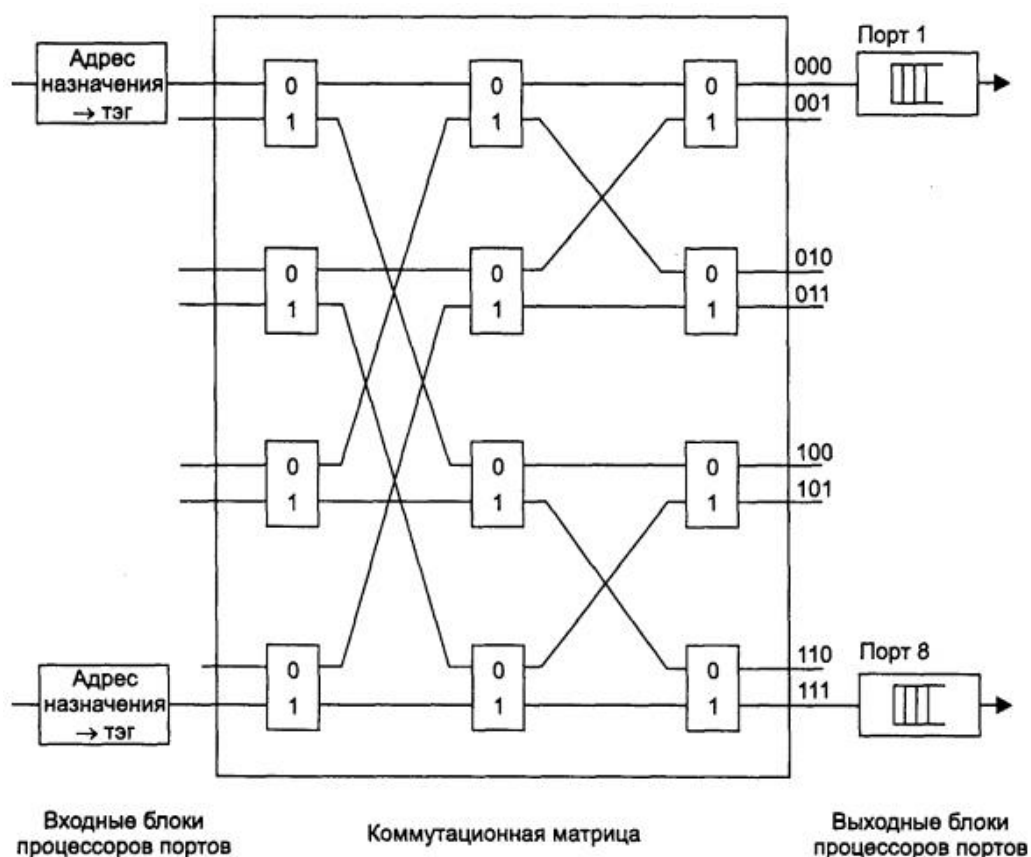 Адрес
назначения
→ тэг
Порт 1
0
1
0
1
0
1
000
001
0
1
0
1
0
1
010
011
0
1
0
1
0
1
100
101
Адрес
назначения
→ тэг
0
1
0
1
0
1
110
111
Порт 8
Входные блоки
процессоров портов
Коммутационная матрица
Выходные блоки
процессоров портов